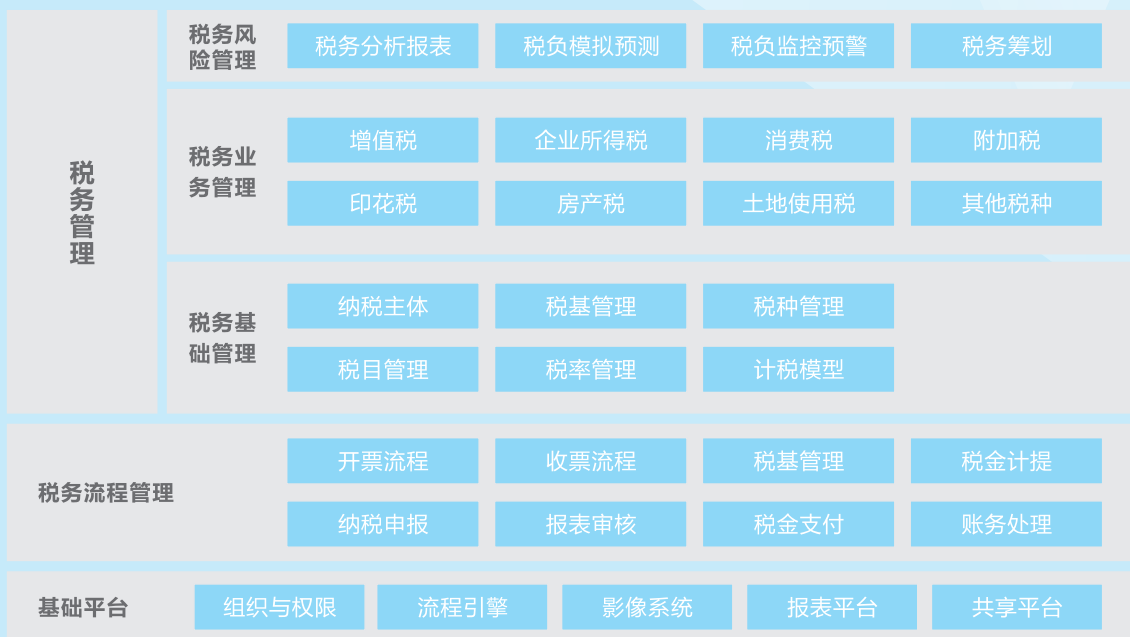 税务管理
税务风
险管理
税务分析报表
税负模拟预测
税负监控预警
税务筹划
税务业
务管理
增值税
企业所得税
消费税
附加税
印花税
房产税
土地使用税
其他税种
税务基
础管理
纳税主体
税基管理
税种管理
税目管理
税率管理
计税模型
税务流程管理
开票流程
收票流程
税基管理
税金计提
纳税申报
报表审核
税金支付
账务处理
基础平台
组织与权限
流程引擎
影像系统
报表平台
共享平台